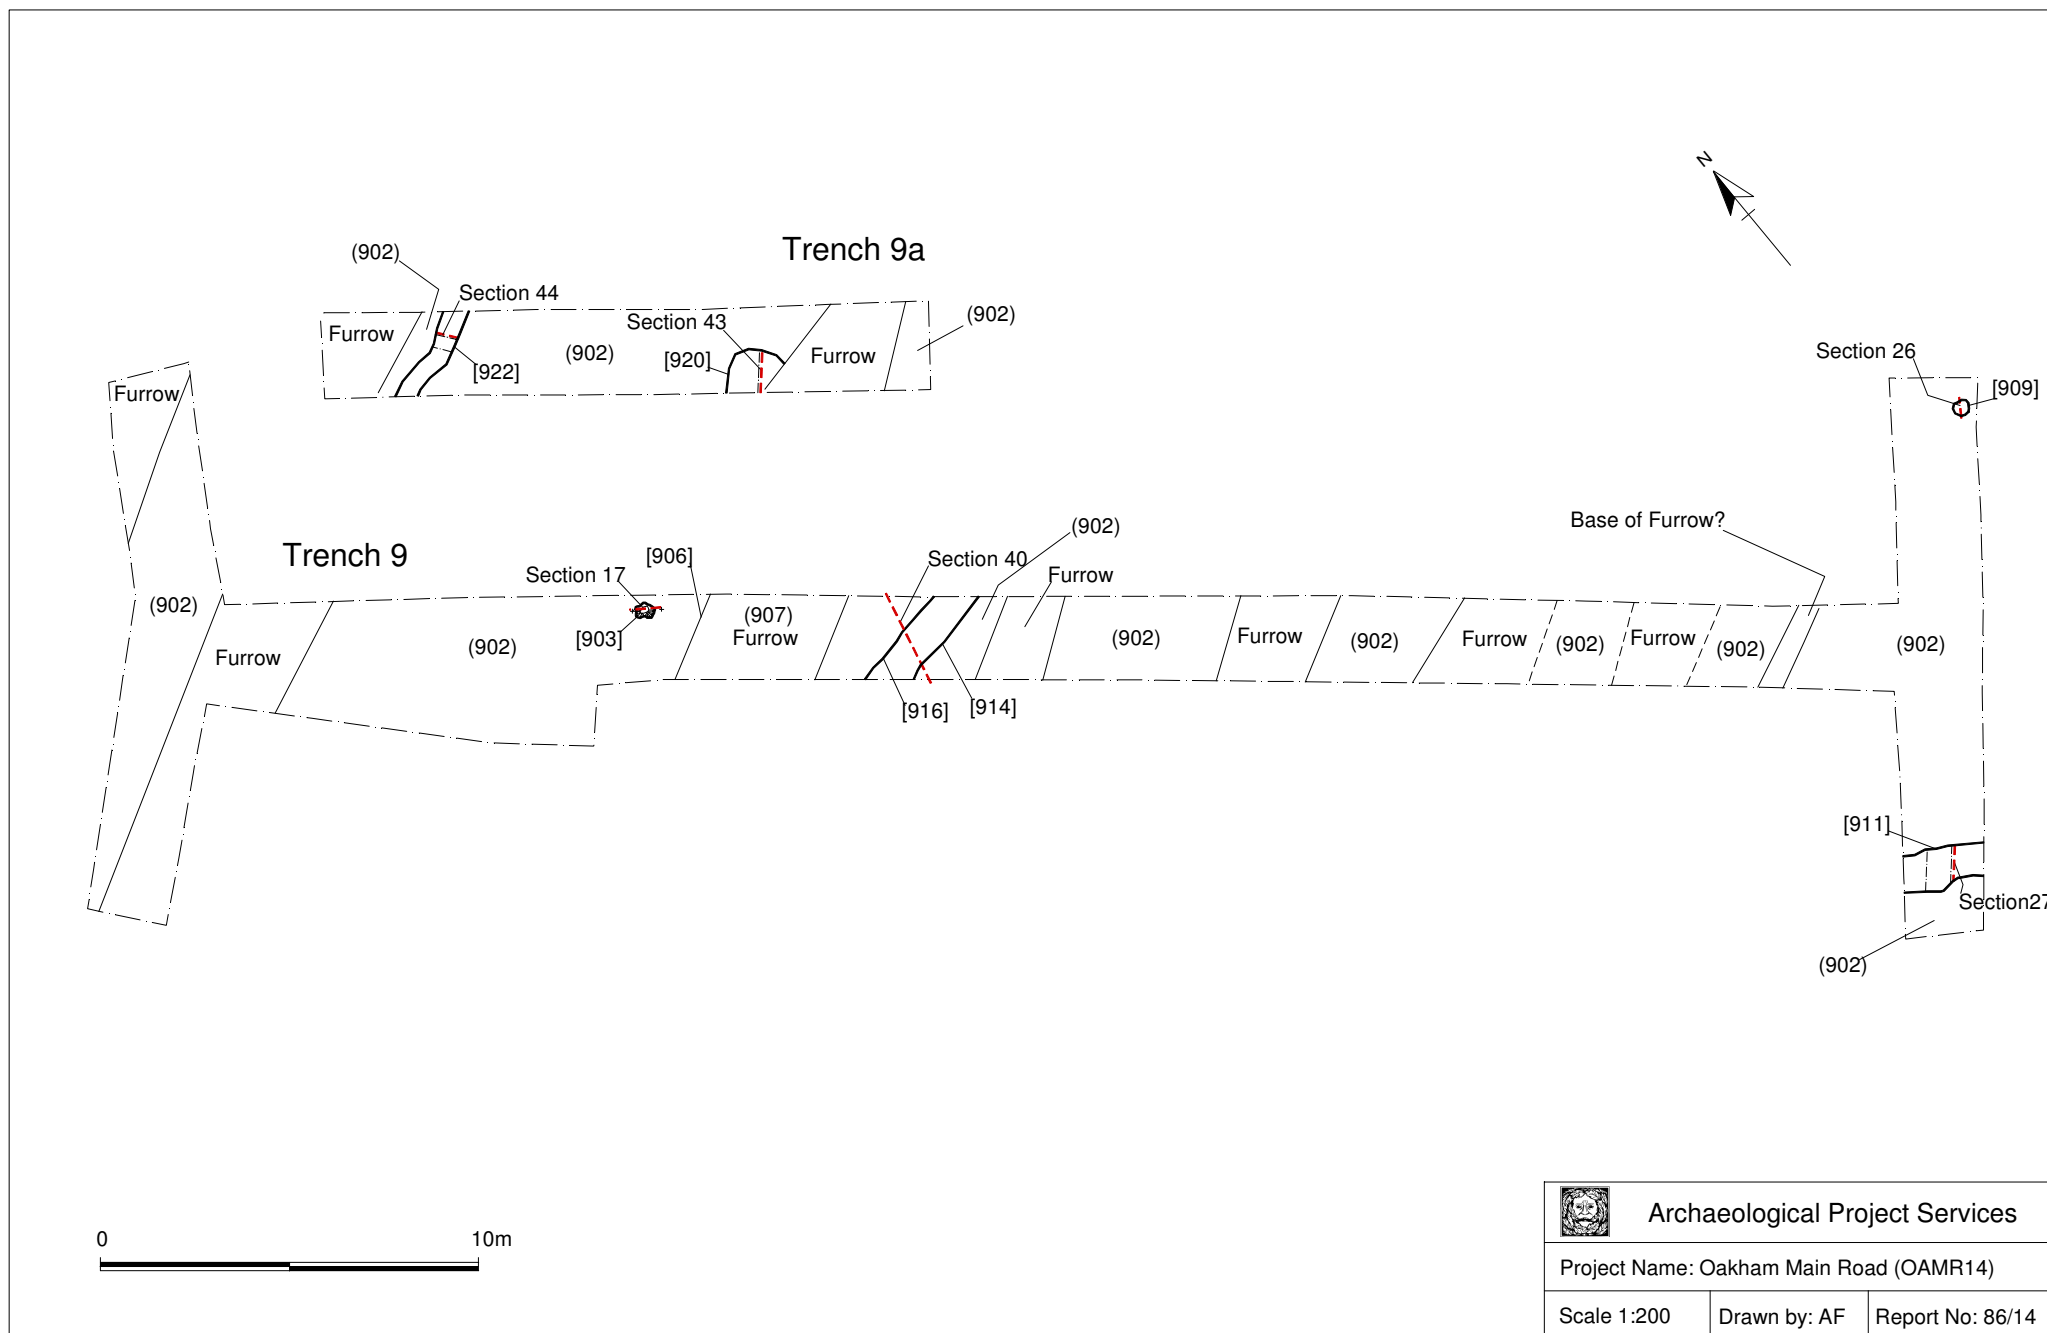 N
Trench 9a
(902)
Section 44
Furrow
Section 43
(902)
[920]
[922]
Furrow
(902)
Section 26
[909]
Furrow
Trench 9
(902)
Furrow
Section 17
[906]
[903]
(902)
(907)
Furrow
Section 40
(902)
Furrow
[916]
[914]
(902)
Furrow
(902)
Furrow
(902)
Furrow
(902)
Base of Furrow?
(902)
[911]
Section27
(902)
0 10m
Archaeological Project Services
Project Name: Oakham Main Road (OAMR14)
Scale 1:200 Drawn by: AF Report No: 86/14